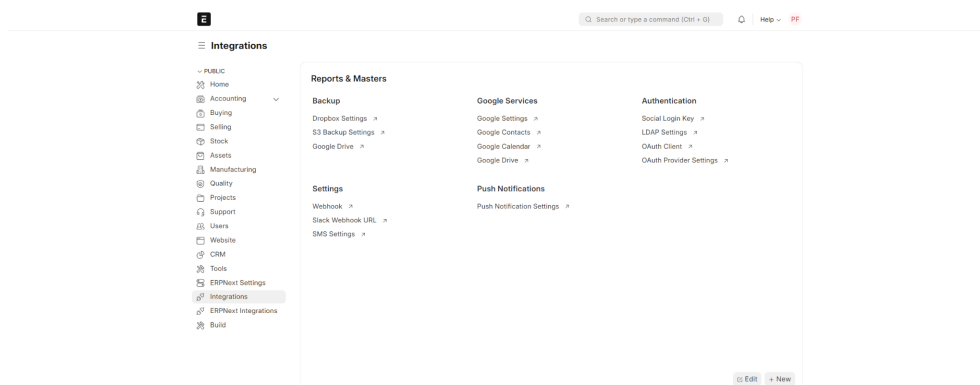 E
Search or type a command (Ctrl + G)
Help
PF
Integrations
PUBLIC
Home
Accounting
Buying
Selling
Stock
Assets
Manufacturing
Quality
Projects
Support
Users
Website
CRM
Tools
ERPNext Settings
Integrations
ERPNext Integrations
Build
Reports & Masters
Backup
Dropbox Settings
S3 Backup Settings
Google Drive
Google Services
Google Settings
Google Contacts
Google Calendar
Google Drive
Authentication
Social Login Key
LDAP Settings
OAuth Client
OAuth Provider Settings
Settings
Webhook
Slack Webhook URL
SMS Settings
Push Notifications
Push Notification Settings
Edit
+ New